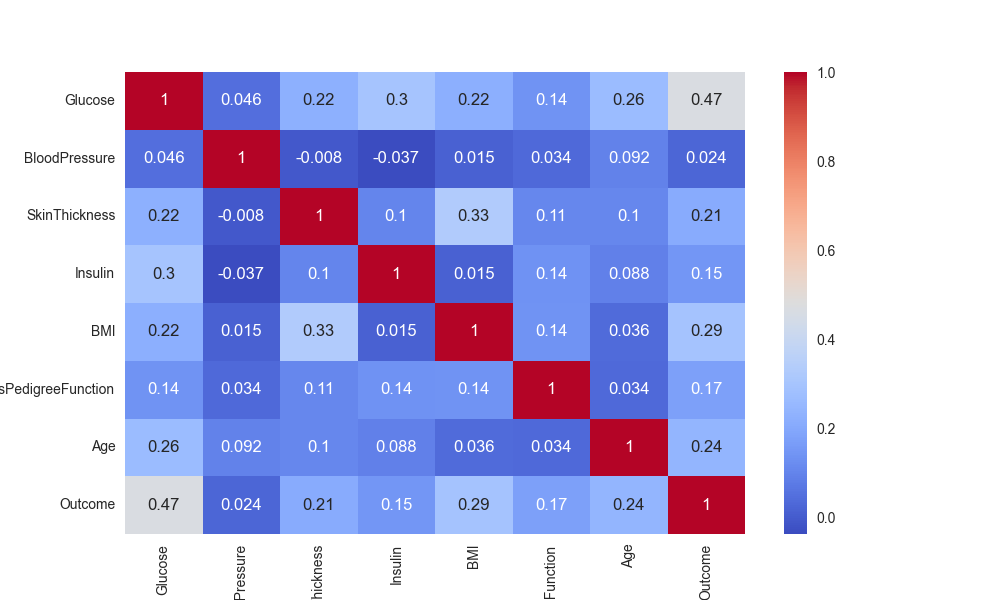 Glucose 1 0.046 0.22 0.3 0.22 0.14 0.26 0.47
BloodPressure 0.046 1 -0.008 -0.037 0.015 0.034 0.092 0.024
SkinThickness 0.22 -0.008 1 0.1 0.33 0.11 0.1 0.21
Insulin 0.3 -0.037 0.1 1 0.015 0.14 0.088 0.15
BMI 0.22 0.015 0.33 0.015 1 0.14 0.036 0.29
sPedigreeFunction 0.14 0.034 0.11 0.14 0.14 1 0.034 0.17
Age 0.26 0.092 0.1 0.088 0.036 0.034 1 0.24
Outcome 0.47 0.024 0.21 0.15 0.29 0.17 0.24 1
Glucose
Pressure
hickness
Insulin
BMI
Function
Age
Outcome
1.0
0.8
0.6
0.4
0.2
0.0